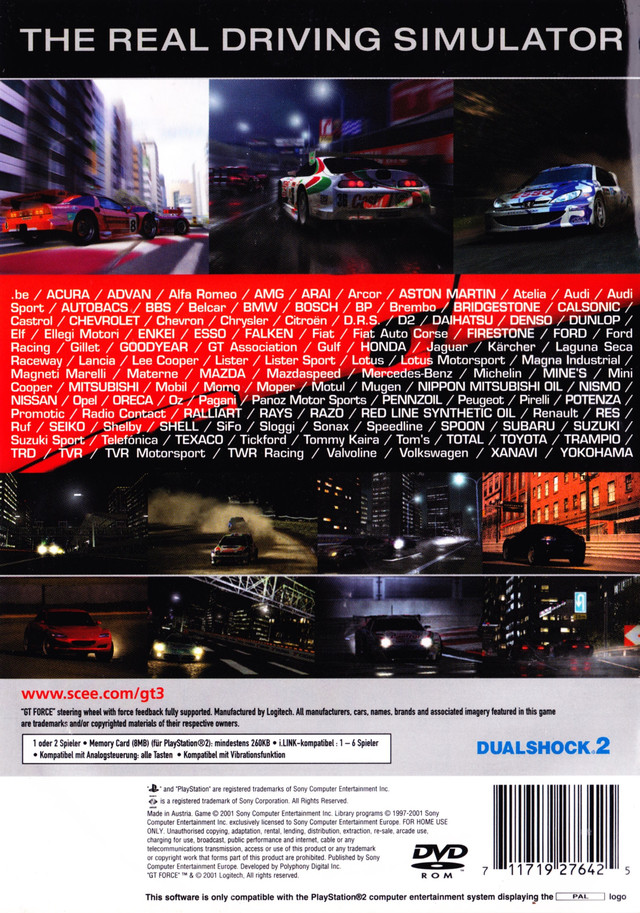 THE REAL DRIVING SIMULATOR
.be / ACURA / ADVAN / Alfa Romeo / AMG / ARAI / Arcor / ASTON MARTIN / Atelia / Audi / Audi
Sport / AUTOBACS / BBS / Belcar / BMW / BOSCH / BP / Brembo / BRIDGESTONE / CALSONIC /
Castrol / CHEVROLET / Chevron / Chrysler / Citroën / D.R.S. / D2 / DAIHATSU / DENSO / DUNLOP /
Elf / Ellegi Motori / ENKEI / ESSO / FALKEN / Fiat / Fiat Auto Corse / FIRESTONE / FORD / Ford
Racing / Gillet / GOODYEAR / GT Association / Gulf / HONDA / Jaguar / Kärcher / Laguna Seca
Raceway / Lancia / Lee Cooper / Lister / Lister Sport / Lotus / Lotus Motorsport / Magna Industrial /
Magneti Marelli / Materne / MAZDA / Mazdaspeed / Mercedes-Benz / Michelin / MINE'S / Mini
Cooper / MITSUBISHI / Mobil / Momo / Moper / Motul / Mugen / NIPPON MITSUBISHI OIL / NISMO /
NISSAN / Opel / ORECA / Oz / Pagani / Panoz Motor Sports / PENNZOIL / Peugeot / Pirelli / POTENZA /
Promotic / Radio Contact / RALLIART / RAYS / RAZO / RED LINE SYNTHETIC OIL / Renault / RES /
Ruf / SEIKO / Shelby / SHELL / SiFo / Sloggi / Sonax / Speedline / SPOON / SUBARU / SUZUKI /
Suzuki Sport / Telefónica / TEXACO / Tickford / Tommy Kaira / Tom's / TOTAL / TOYOTA / TRAMPIO /
TRD / TVR / TVR Motorsport / TWR Racing / Valvoline / Volkswagen / XANAVI / YOKOHAMA
www.scee.com/gt3
"GT FORCE" steering wheel with force feedback fully supported. Manufactured by Logitech. All manufacturers, cars, names, brands and associated imagery featured in this game
are trademarks and/or copyrighted materials of their respective owners.
1 oder 2 Spieler • Memory Card (8MB) (für PlayStation®2): mindestens 260KB • i.LINK-kompatibel : 1 – 6 Spieler
• Kompatibel mit Analogsteuerung: alle Tasten • Kompatibel mit Vibrationsfunktion
DUALSHOCK 2
" and "PlayStation" are registered trademarks of Sony Computer Entertainment Inc.
" is a registered trademark of Sony Corporation. All Rights Reserved.
Made in Austria. Game © 2001 Sony Computer Entertainment Inc. Library programs © 1997-2001 Sony
Computer Entertainment Inc. exclusively licensed to Sony Computer Entertainment Europe. FOR HOME USE
ONLY. Unauthorised copying, adaptation, rental, lending, distribution, extraction, re-sale, arcade use,
charging for use, broadcast, public performance and internet, cable or any
telecommunications transmission, access or use of this product or any trademark
or copyright work that forms part of this product are prohibited. Published by Sony
Computer Entertainment Europe. Developed by Polyphony Digital Inc.
"GT FORCE" ™ & © 2001 Logitech, All rights reserved.
DVD
ROM
7 11719 27642 5
This software is only compatible with the PlayStation®2 computer entertainment system displaying the PAL logo